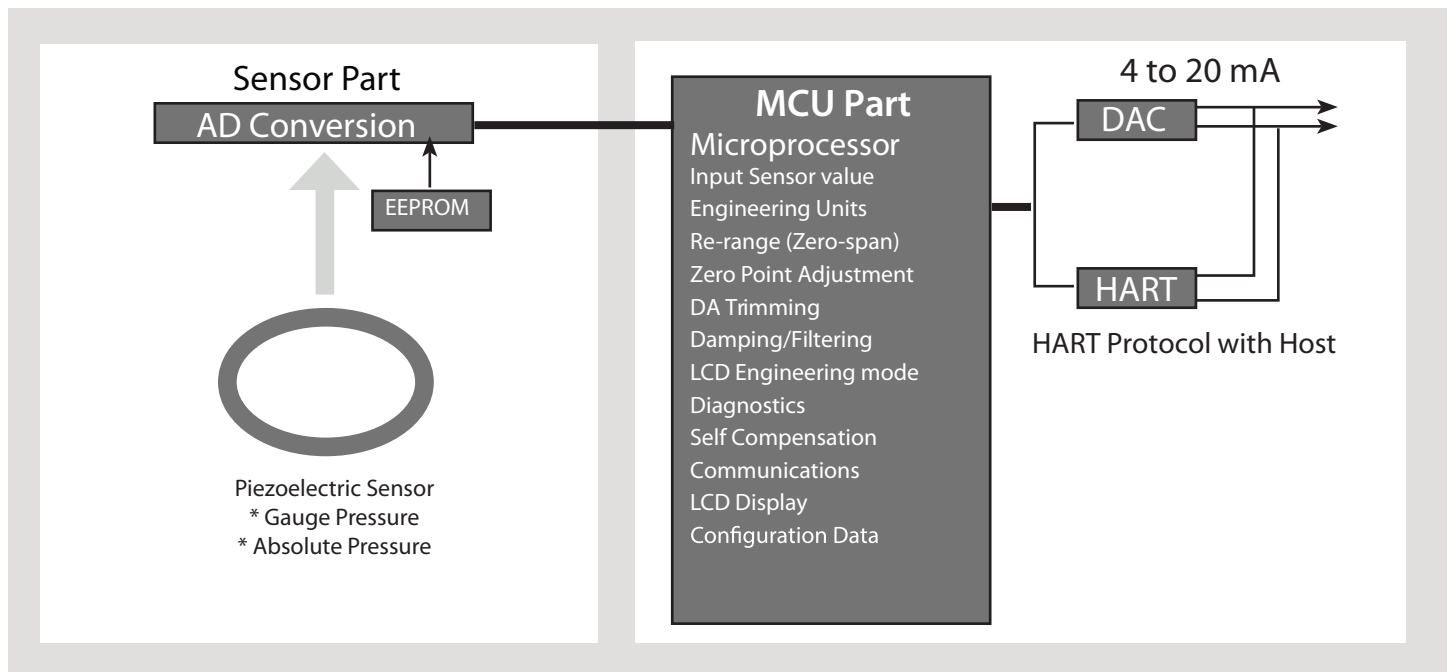 Sensor Part
AD Conversion
EEPROM
Piezoelectric Sensor
* Gauge Pressure
* Absolute Pressure
MCU Part
Microprocessor
Input Sensor value
Engineering Units
Re-range (Zero-span)
Zero Point Adjustment
DA Trimming
Damping/Filtering
LCD Engineering mode
Diagnostics
Self Compensation
Communications
LCD Display
Configuration Data
4 to 20 mA
DAC
HART
HART Protocol with Host